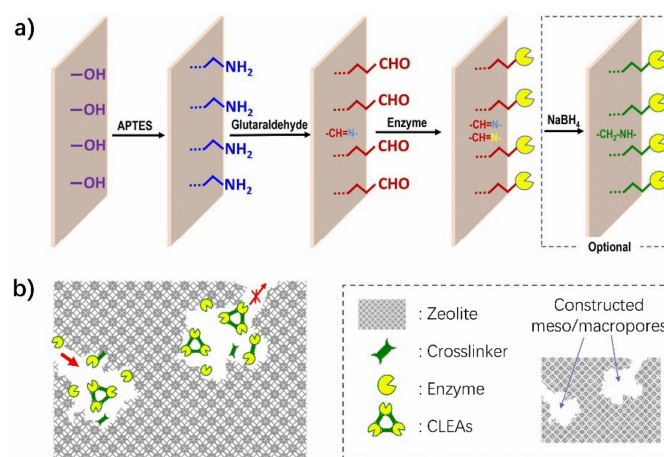 a)
-OH
-OH
-OH
-OH
APTES
NH2
NH2
NH2
NH2
Glutaraldehyde
CHO
CHO
-CH=N-
CHO
CHO
Enzyme
-CH=N-
-CH=N-
NaBH4
-CH2-NH-
Optional
b)
: Zeolite
: Crosslinker
: Enzyme
: CLEAs
Constructed
meso/macropores